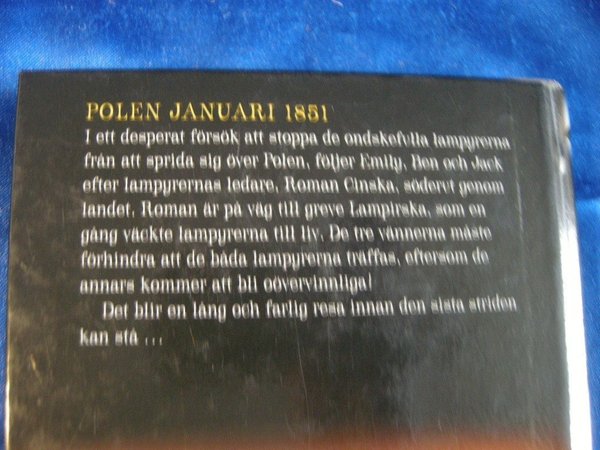 POLEN JANUARI 1851
I ett desperat försök att stoppa de ondskefulla lampyrerna
från att sprida sig över Polen, följer Emily, Ben och Jack
efter lampyrernas ledare, Roman Cinska, söderut genom
landet. Roman är på väg till greve Lampirska, som en
gång väckte lampyrerna till liv. De tre vännerna måste
förhindra att de båda lampyrerna träffas, eftersom de
annars kommer att bli oövervinnliga!
Det blir en lång och farlig resa innan den sista striden
kan stå ...